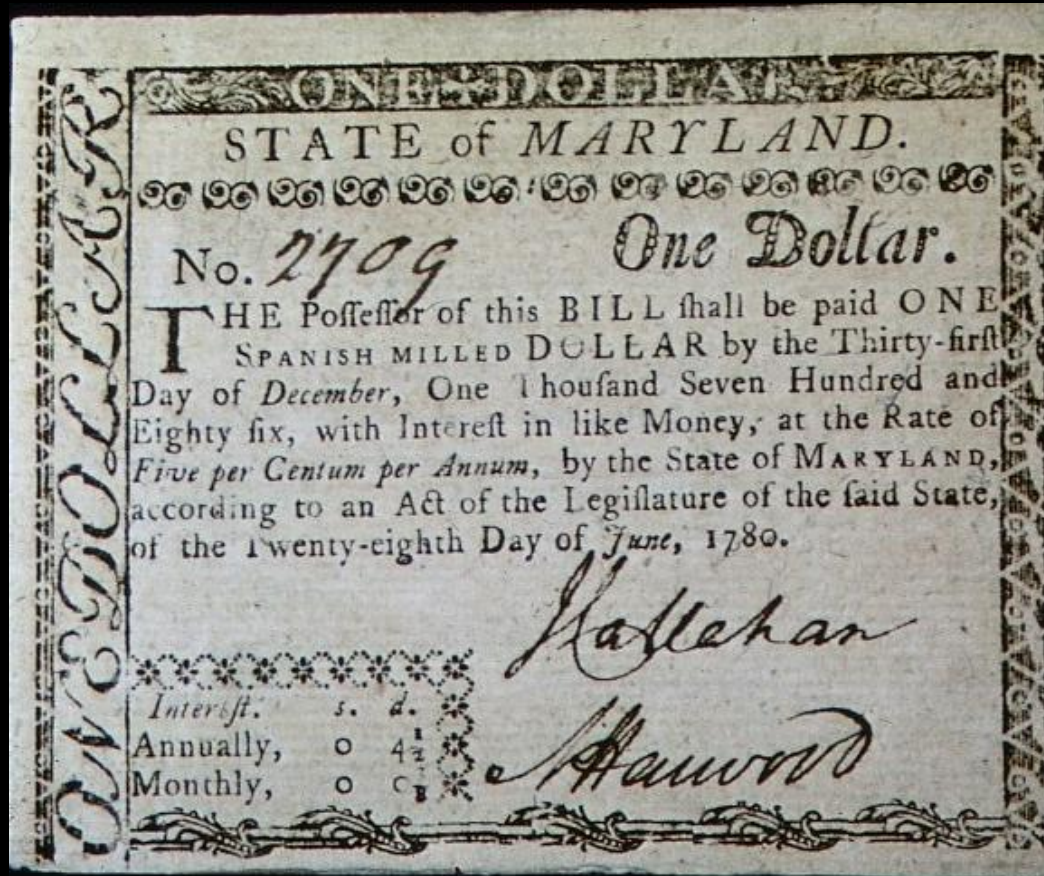 ONE DOLLAR
ONE DOLLAR
STATE of MARYLAND.
No. 2709 One Dollar.
THE Poſſeſſor of this BILL ſhall be paid ONE
SPANISH MILLED DOLLAR by the Thirty-firſt
Day of December, One Thouſand Seven Hundred and
Eighty ſix, with Intereſt in like Money, at the Rate of
Five per Centum per Annum, by the State of MARYLAND,
according to an Act of the Legiſlature of the ſaid State,
of the Twenty-eighth Day of June, 1780.
J Callahan
Intereſt. s. d.
Annually, 0 4½
Monthly, 0
N Harwood